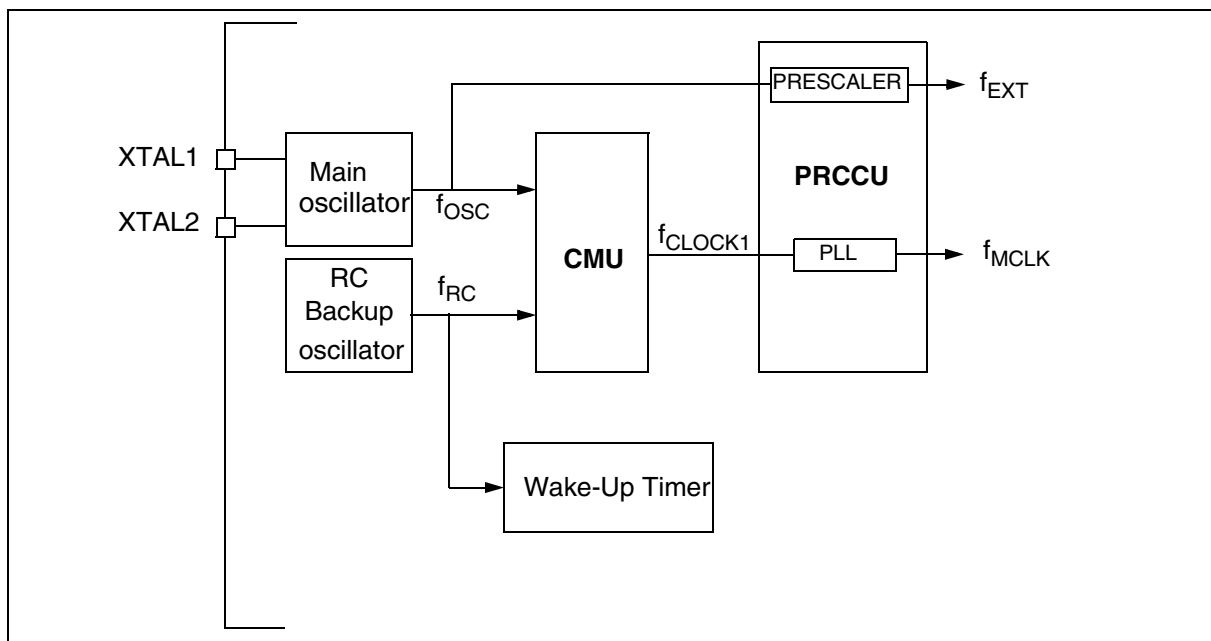 PRESCALER
fEXT
XTAL1
XTAL2
Main
oscillator
fOSC
PRCCU
CMU
fCLOCK1
PLL
fMCLK
RC
Backup
oscillator
fRC
Wake-Up Timer